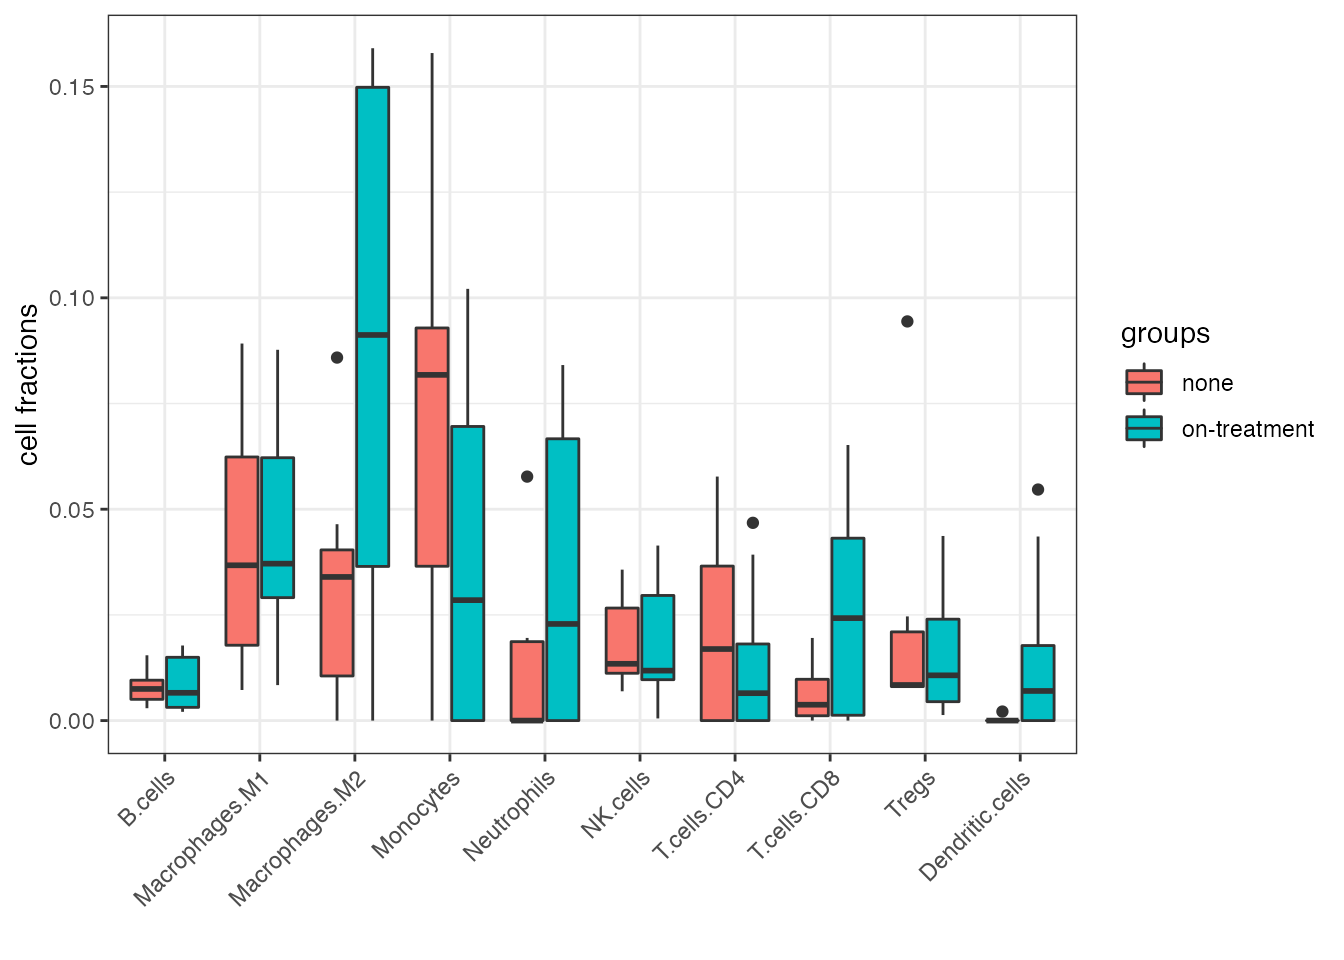 cell fractions
0.15
0.10
0.05
0.00
B.cells
Macrophages.M1
Macrophages.M2
Monocytes
Neutrophils
NK.cells
T.cells.CD4
T.cells.CD8
Tregs
Dendritic.cells
groups
none
on-treatment